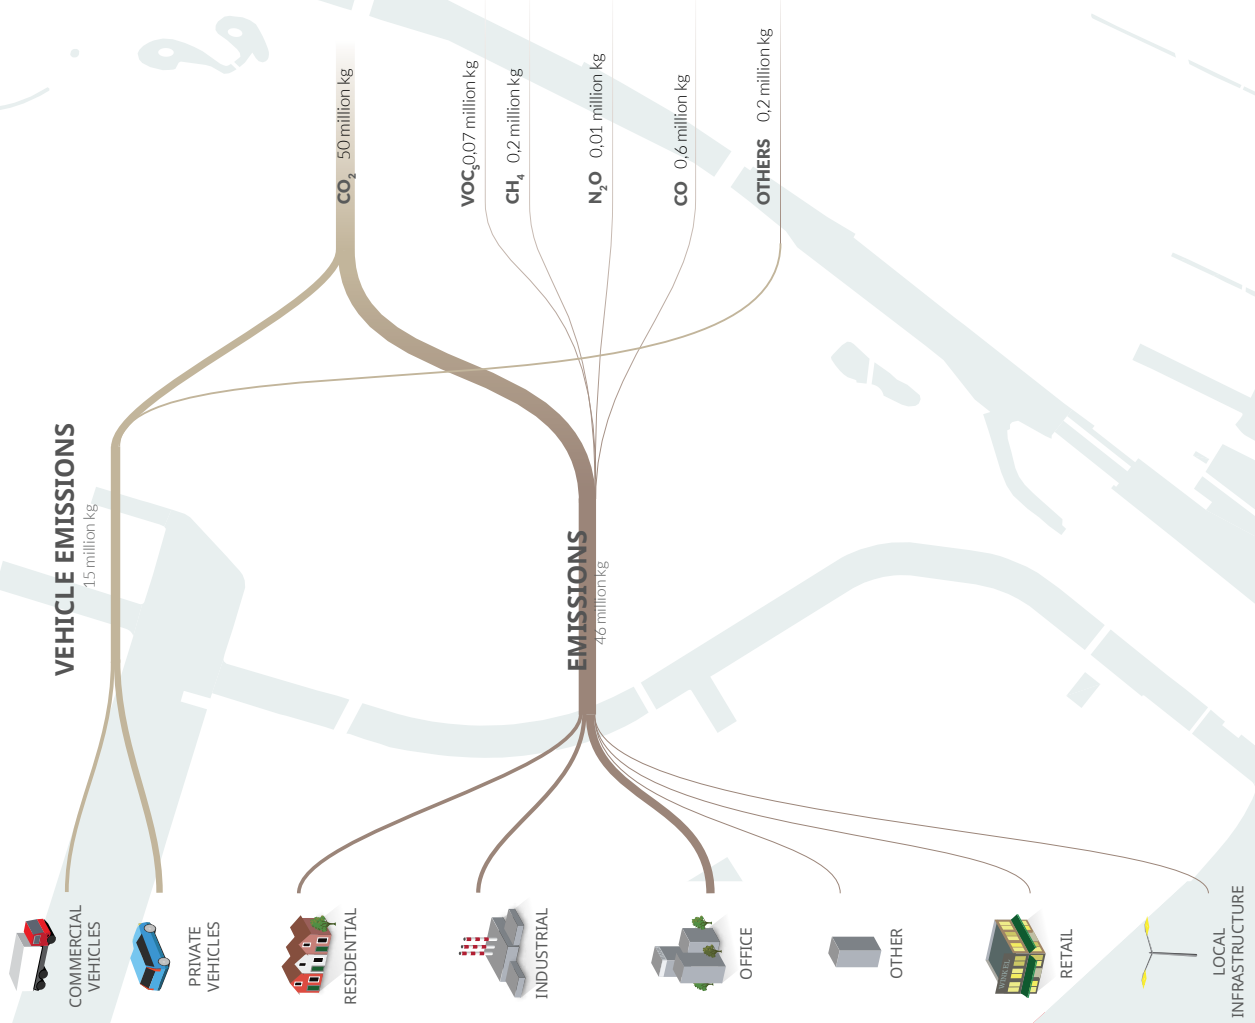 CO₂ 50 million kg
VOCs 0,07 million kg
CH₄ 0,2 million kg
N₂O 0,01 million kg
CO 0,6 million kg
OTHERS 0,2 million kg
VEHICLE EMISSIONS
15 million kg
EMISSIONS
46 million kg
COMMERCIAL
VEHICLES
PRIVATE
VEHICLES
RESIDENTIAL
INDUSTRIAL
OFFICE
OTHER
WINKEL
RETAIL
LOCAL
INFRASTRUCTURE